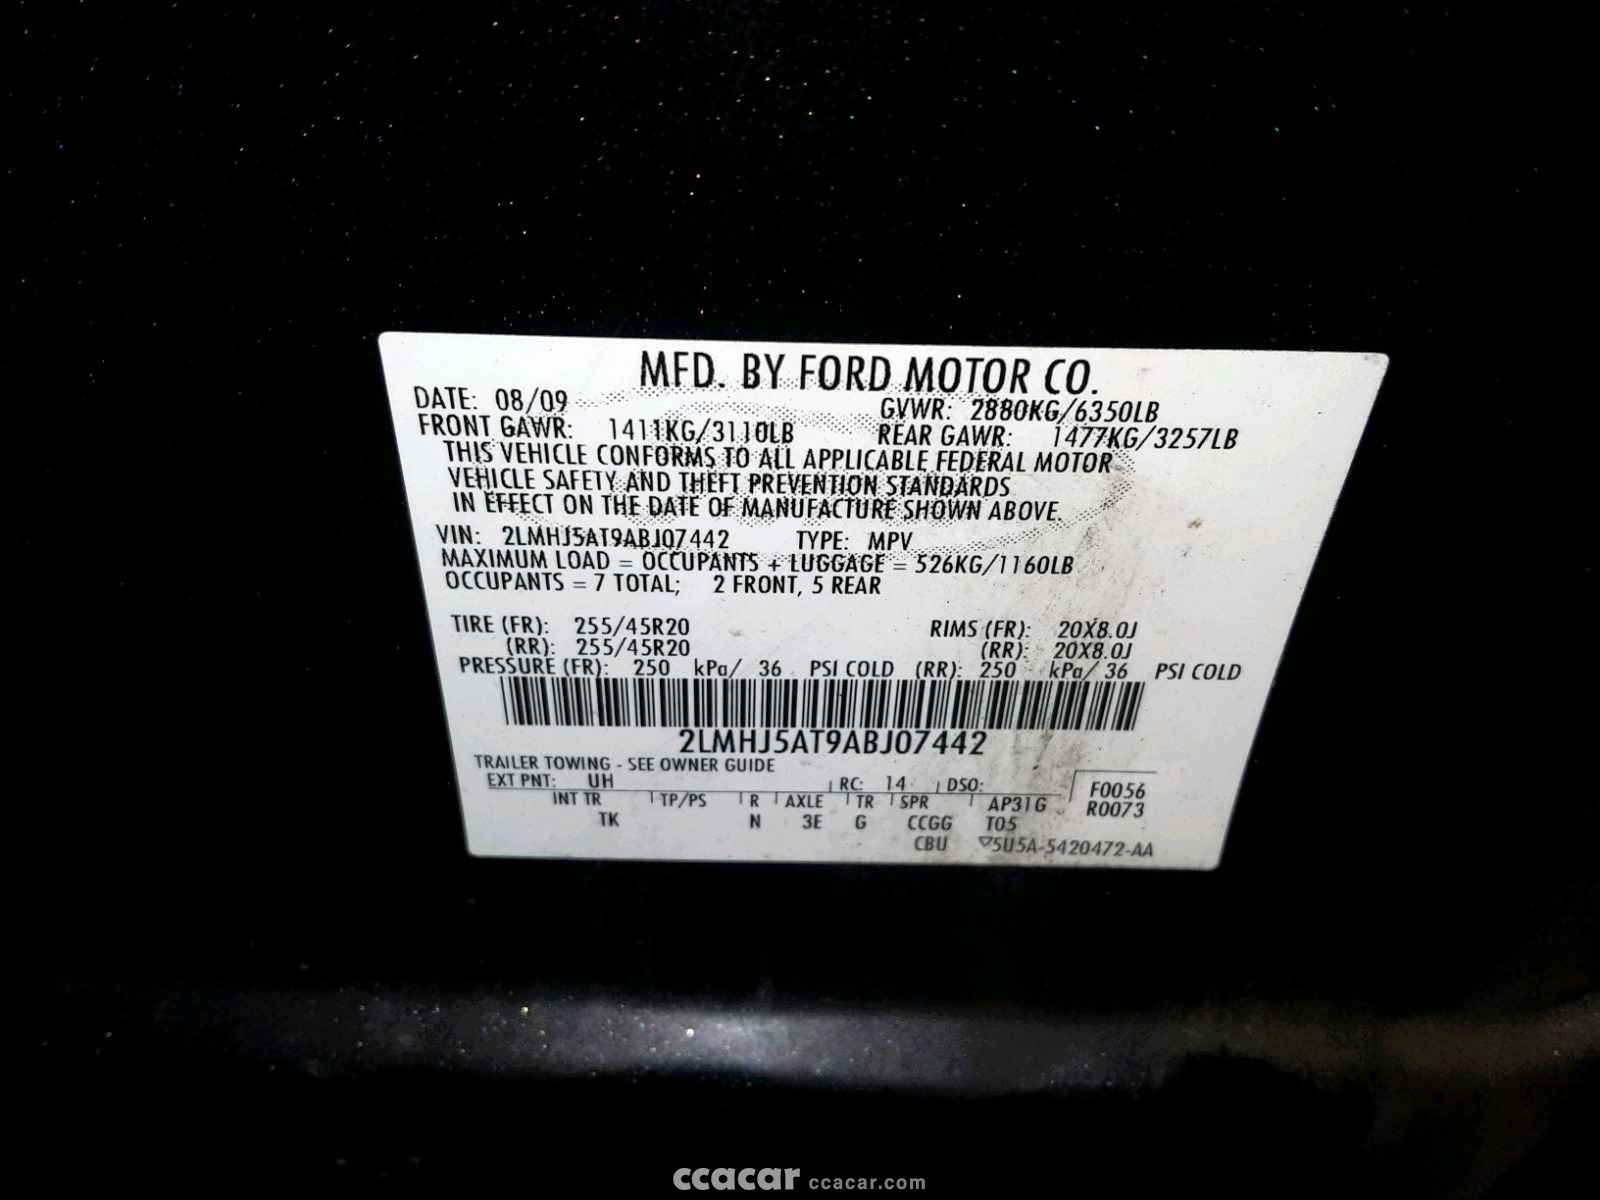 MFD. BY FORD MOTOR CO.
DATE: 08/09 GVWR: 2880KG/6350LB
FRONT GAWR: 1411KG/3110LB REAR GAWR: 1477KG/3257LB
THIS VEHICLE CONFORMS TO ALL APPLICABLE FEDERAL MOTOR
VEHICLE SAFETY AND THEFT PREVENTION STANDARDS
IN EFFECT ON THE DATE OF MANUFACTURE SHOWN ABOVE.
VIN: 2LMHJ5AT9ABJ07442 TYPE: MPV
MAXIMUM LOAD = OCCUPANTS + LUGGAGE = 526KG/1160LB
OCCUPANTS = 7 TOTAL; 2 FRONT, 5 REAR
TIRE (FR): 255/45R20 RIMS (FR): 20X8.0J
(RR): 255/45R20 (RR): 20X8.0J
PRESSURE (FR): 250 kPa/ 36 PSI COLD (RR): 250 kPa/ 36 PSI COLD
2LMHJ5AT9ABJ07442
TRAILER TOWING - SEE OWNER GUIDE
EXT PNT: UH RC: 14 DSO: F0056
INT TR TP/PS R AXLE TR SPR AP31G R0073
TK N 3E G CCGG T05
CBU ▽5U5A-5420472-AA
ccacar ccacar.com